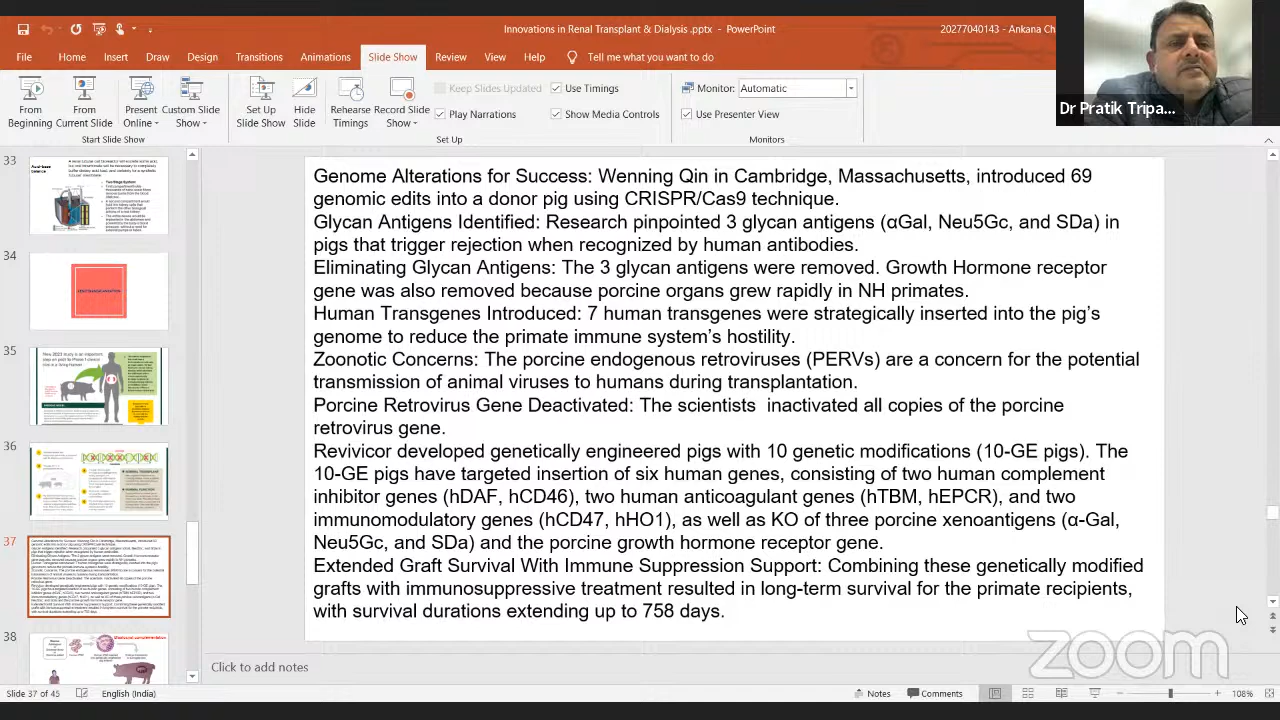 Innovations in Renal Transplant & Dialysis .pptx - PowerPoint
20277040143 - Ankana Ch
File Home Insert Draw Design Transitions Animations Slide Show Review View Help Tell me what you want to do
From Beginning
From Current Slide
Present Online
Custom Slide Show
Set Up Slide Show
Hide Slide
Rehearse Timings
Record Slide Show
Keep Slides Updated
Play Narrations
Use Timings
Show Media Controls
Monitor: Automatic
Use Presenter View
Start Slide Show
Set Up
Monitors
Dr Pratik Tripa...
33
34
35
36
37
38
Genome Alterations for Success: Wenning Qin in Cambridge, Massachusetts, introduced 69
genomic edits into donor pig using CRISPR/Cas9 technique.
Glycan Antigens Identified: Research pinpointed 3 glycan antigens (αGal, Neu5Gc, and SDa) in
pigs that trigger rejection when recognized by human antibodies.
Eliminating Glycan Antigens: The 3 glycan antigens were removed. Growth Hormone receptor
gene was also removed because porcine organs grew rapidly in NH primates.
Human Transgenes Introduced: 7 human transgenes were strategically inserted into the pig's
genome to reduce the primate immune system's hostility.
Zoonotic Concerns: The porcine endogenous retrovirus (PERVs) are a concern for the potential
transmission of animal viruses to humans during transplantation.
Porcine Retrovirus Gene Deactivated: The scientists inactivated all copies of the porcine
retrovirus gene.
Revivicor developed genetically engineered pigs with 10 genetic modifications (10-GE pigs). The
10-GE pigs have targeted insertion of six human genes, consisting of two human complement
inhibitor genes (hDAF, hCD46), two human anticoagulant genes (hTBM, hEPCR), and two
immunomodulatory genes (hCD47, hHO1), as well as KO of three porcine xenoantigens (α-Gal,
Neu5Gc and SDa) and the porcine growth hormone receptor gene.
Extended Graft Survival with Immune Suppression Support: Combining these genetically modified
grafts with immunosuppressive treatment resulted in long-term survival for the primate recipients,
with survival durations extending up to 758 days.
Click to add notes
zoom
Slide 37 of 45 English (India) Notes Comments 108%